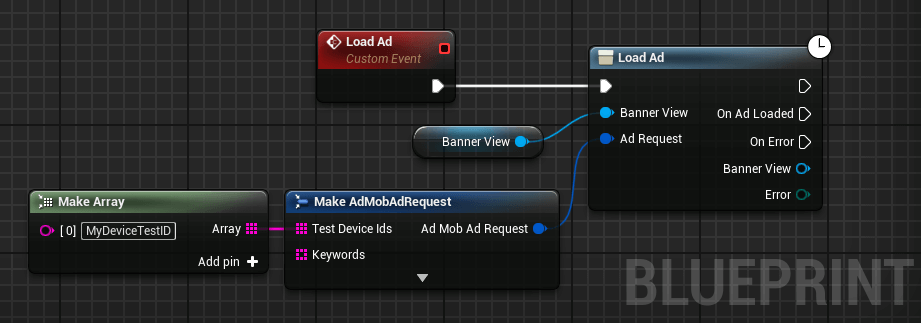 Load Ad
Custom Event
Load Ad
Banner View
On Ad Loaded
Ad Request
On Error
Banner View
Error
Banner View
Make Array
[ 0] MyDeviceTestID
Array
Add pin
Make AdMobAdRequest
Test Device Ids
Ad Mob Ad Request
Keywords
BLUEPRINT